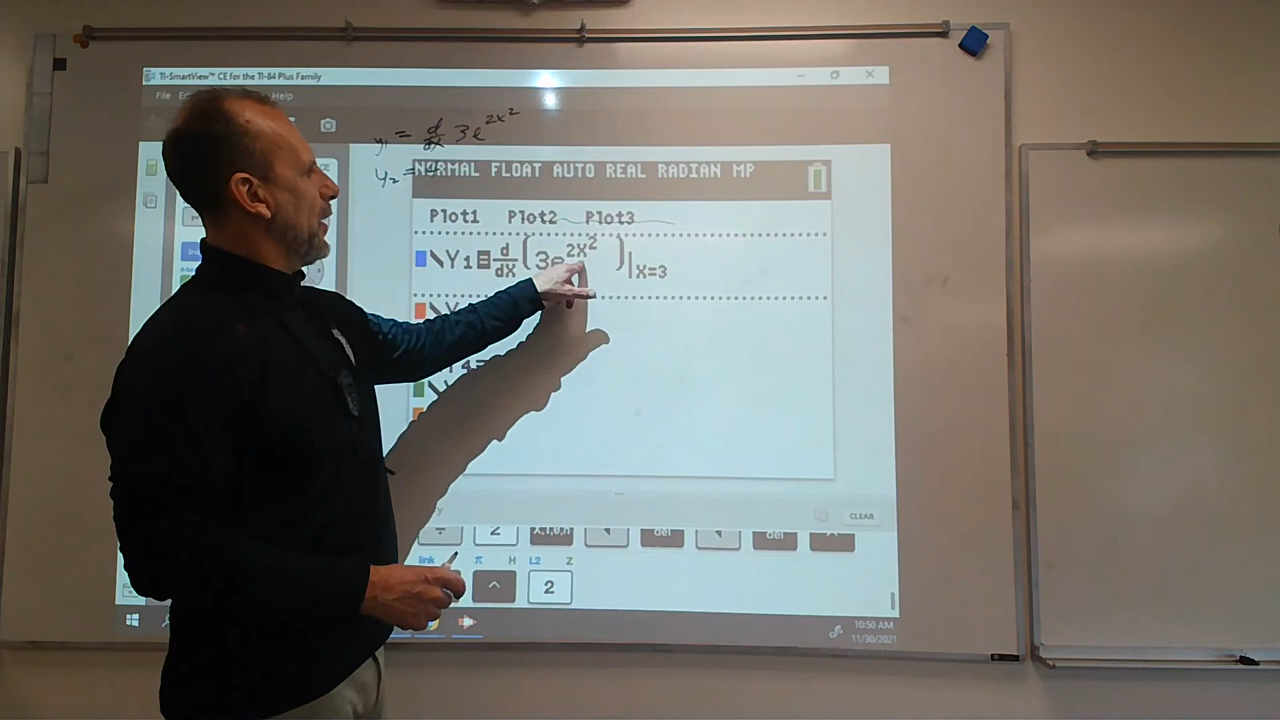 TI-SmartView™ CE for the TI-84 Plus Family
File Help
y₁ = d/dx 3e^2x²
y₂ =
NORMAL FLOAT AUTO REAL RADIAN MP
Plot1 Plot2 Plot3
\Y₁=d/dX(3e^2X²)|X=3
CLEAR
÷ 2 X,T,θ,n del del ^
link π H L2 Z
^ 2
10:50 AM
11/30/2021